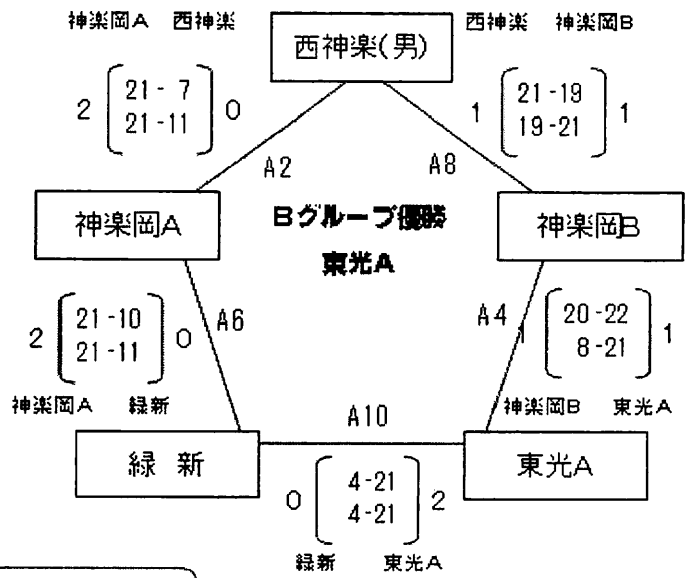 神楽岡A 西神楽
西神楽(男)
西神楽 神楽岡B
2 21- 7 0
21-11
1 21-19 1
19-21
A2
A8
神楽岡A
Bグループ優勝
東光A
神楽岡B
2 21-10 0
21-11
A6
A4
1 20-22 1
8-21
神楽岡A 緑新
神楽岡B 東光A
A10
緑 新
東光A
0 4-21 2
4-21
緑新 東光A